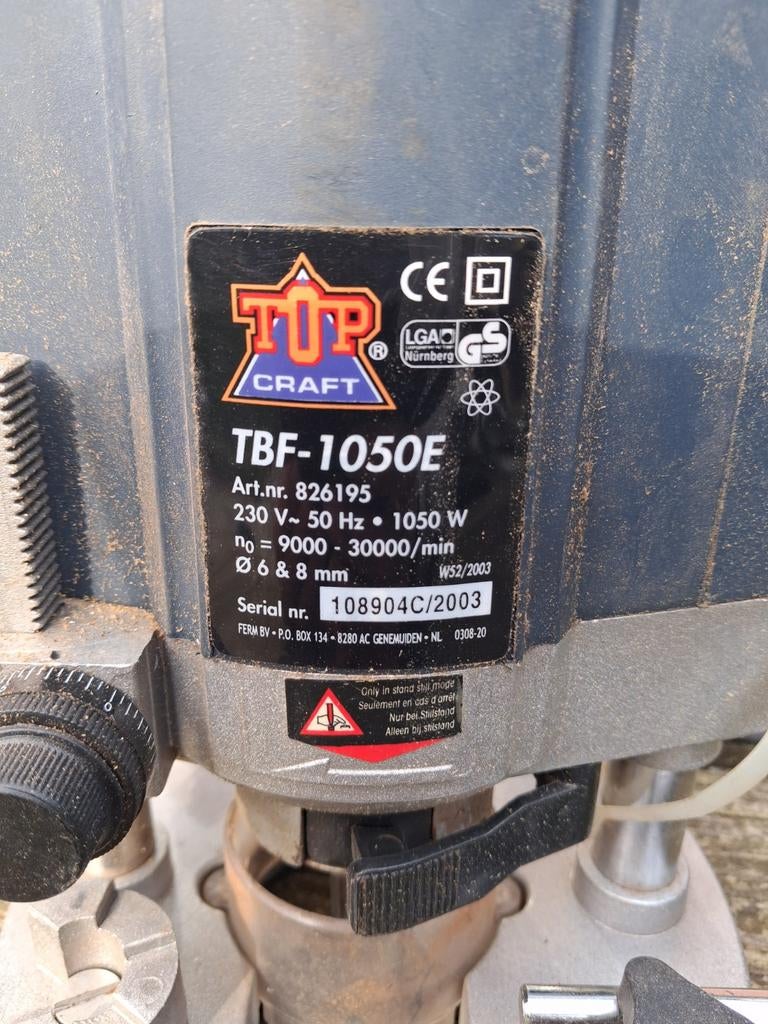 TOP
CRAFT
®
CE
LGA
Nürnberg
GS
TBF-1050E
Art.nr. 826195
230 V~ 50 Hz • 1050 W
n0 = 9000 - 30000/min
Ø 6 & 8 mm
W52/2003
Serial nr. 108904C/2003
FERM BV • P.O. BOX 134 • 8280 AC GENEMUIDEN • NL 0308-20
Only in stand still mode
Seulement en cas d'arrêt
Nur bei Stilstand
Alleen bij stilstand
0